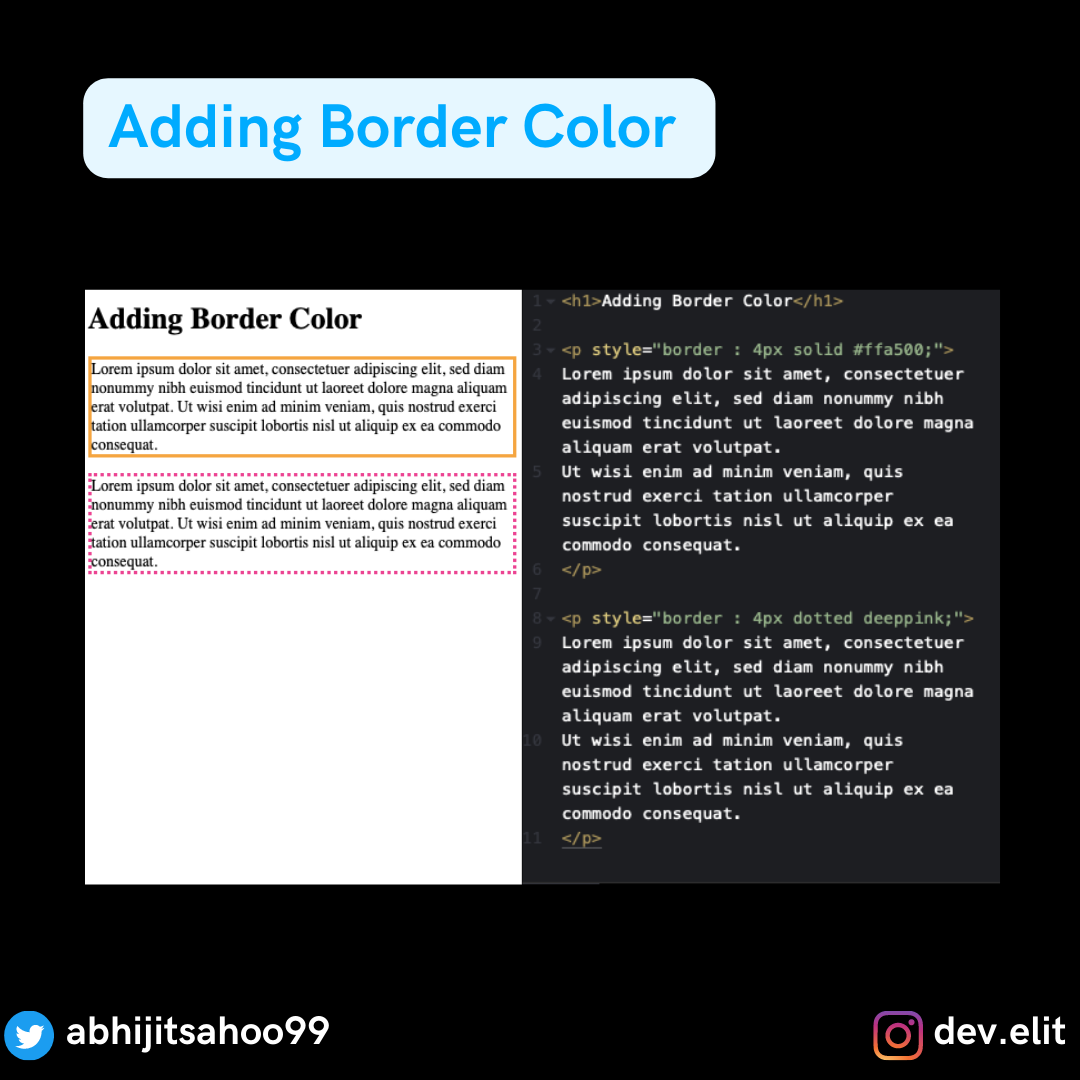 Adding Border Color
Adding Border Color
Lorem ipsum dolor sit amet, consectetuer adipiscing elit, sed diam
nonummy nibh euismod tincidunt ut laoreet dolore magna aliquam
erat volutpat. Ut wisi enim ad minim veniam, quis nostrud exerci
tation ullamcorper suscipit lobortis nisl ut aliquip ex ea commodo
consequat.
Lorem ipsum dolor sit amet, consectetuer adipiscing elit, sed diam
nonummy nibh euismod tincidunt ut laoreet dolore magna aliquam
erat volutpat. Ut wisi enim ad minim veniam, quis nostrud exerci
tation ullamcorper suscipit lobortis nisl ut aliquip ex ea commodo
consequat.
1 <h1>Adding Border Color</h1>
2
3 <p style="border : 4px solid #ffa500;">
4 Lorem ipsum dolor sit amet, consectetuer
adipiscing elit, sed diam nonummy nibh
euismod tincidunt ut laoreet dolore magna
aliquam erat volutpat.
5 Ut wisi enim ad minim veniam, quis
nostrud exerci tation ullamcorper
suscipit lobortis nisl ut aliquip ex ea
commodo consequat.
6 </p>
7
8 <p style="border : 4px dotted deeppink;">
9 Lorem ipsum dolor sit amet, consectetuer
adipiscing elit, sed diam nonummy nibh
euismod tincidunt ut laoreet dolore magna
aliquam erat volutpat.
10 Ut wisi enim ad minim veniam, quis
nostrud exerci tation ullamcorper
suscipit lobortis nisl ut aliquip ex ea
commodo consequat.
11 </p>
abhijitsahoo99
dev.elit